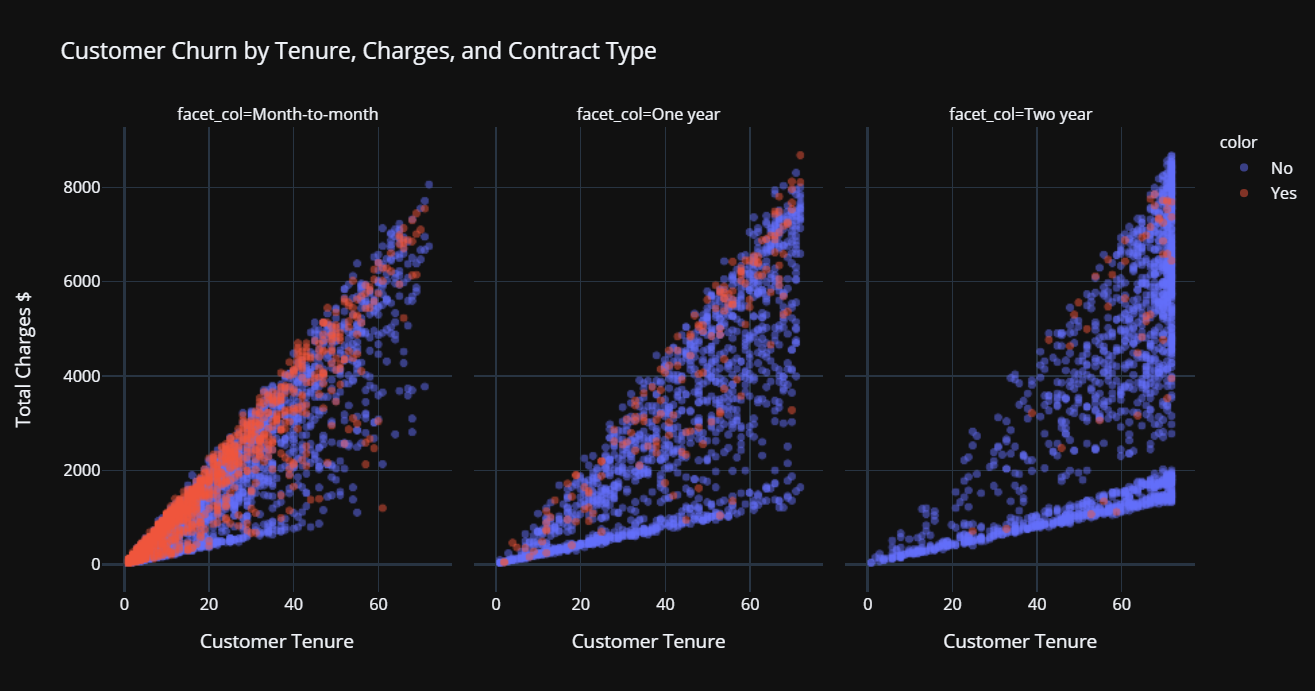 Customer Churn by Tenure, Charges, and Contract Type
facet_col=Month-to-month
facet_col=One year
facet_col=Two year
color
No
Yes
Total Charges $
8000
6000
4000
2000
0
0 20 40 60
0 20 40 60
0 20 40 60
Customer Tenure
Customer Tenure
Customer Tenure